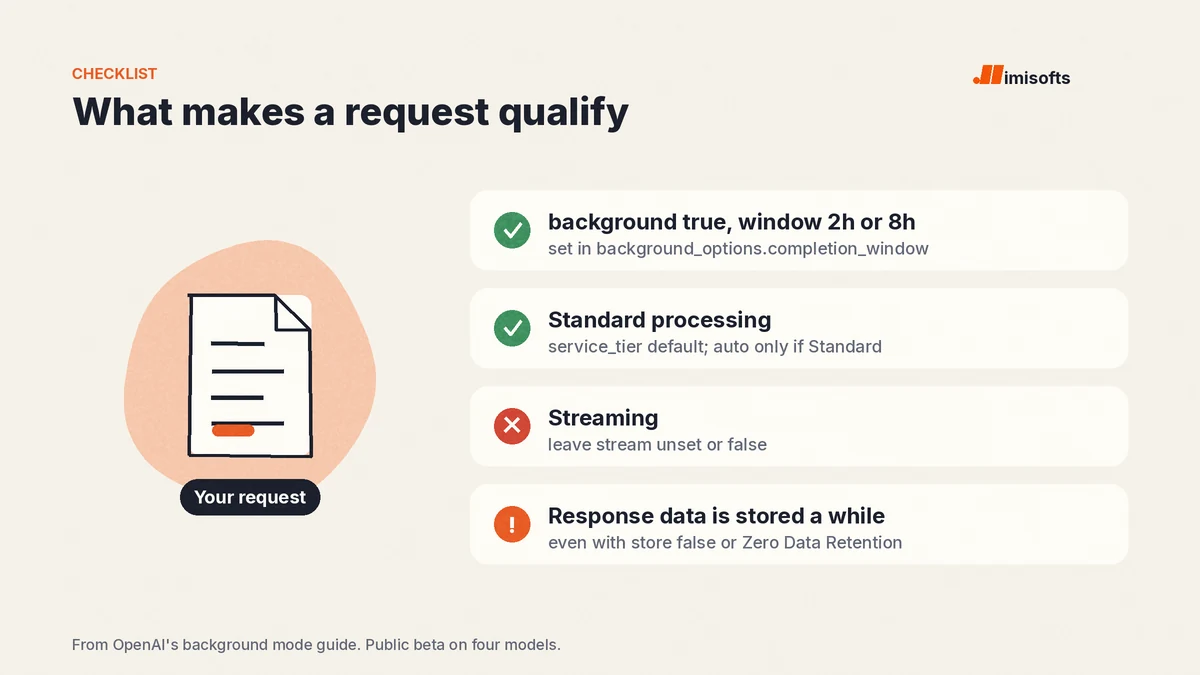 CHECKLIST
What makes a request qualify
imisofts
background true, window 2h or 8h
set in background_options.completion_window
Standard processing
service_tier default; auto only if Standard
Streaming
leave stream unset or false
Response data is stored a while
even with store false or Zero Data Retention
Your request
From OpenAI's background mode guide. Public beta on four models.